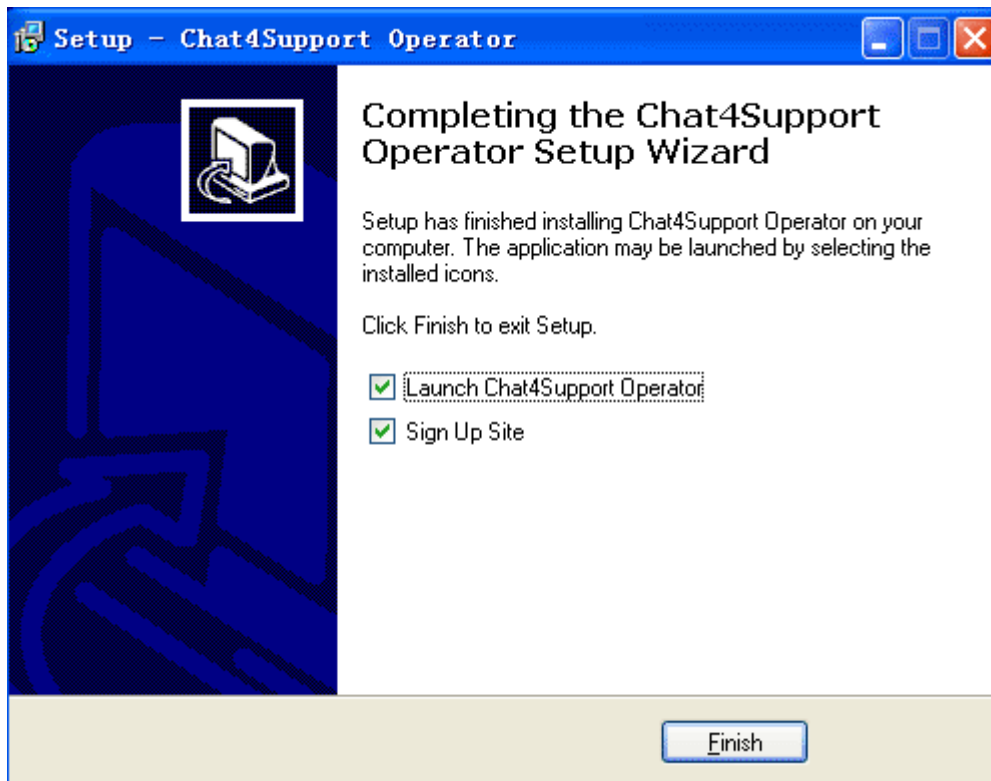 Setup - Chat4Support Operator
Completing the Chat4Support
Operator Setup Wizard
Setup has finished installing Chat4Support Operator on your
computer. The application may be launched by selecting the
installed icons.
Click Finish to exit Setup.
Launch Chat4Support Operator
Sign Up Site
Finish